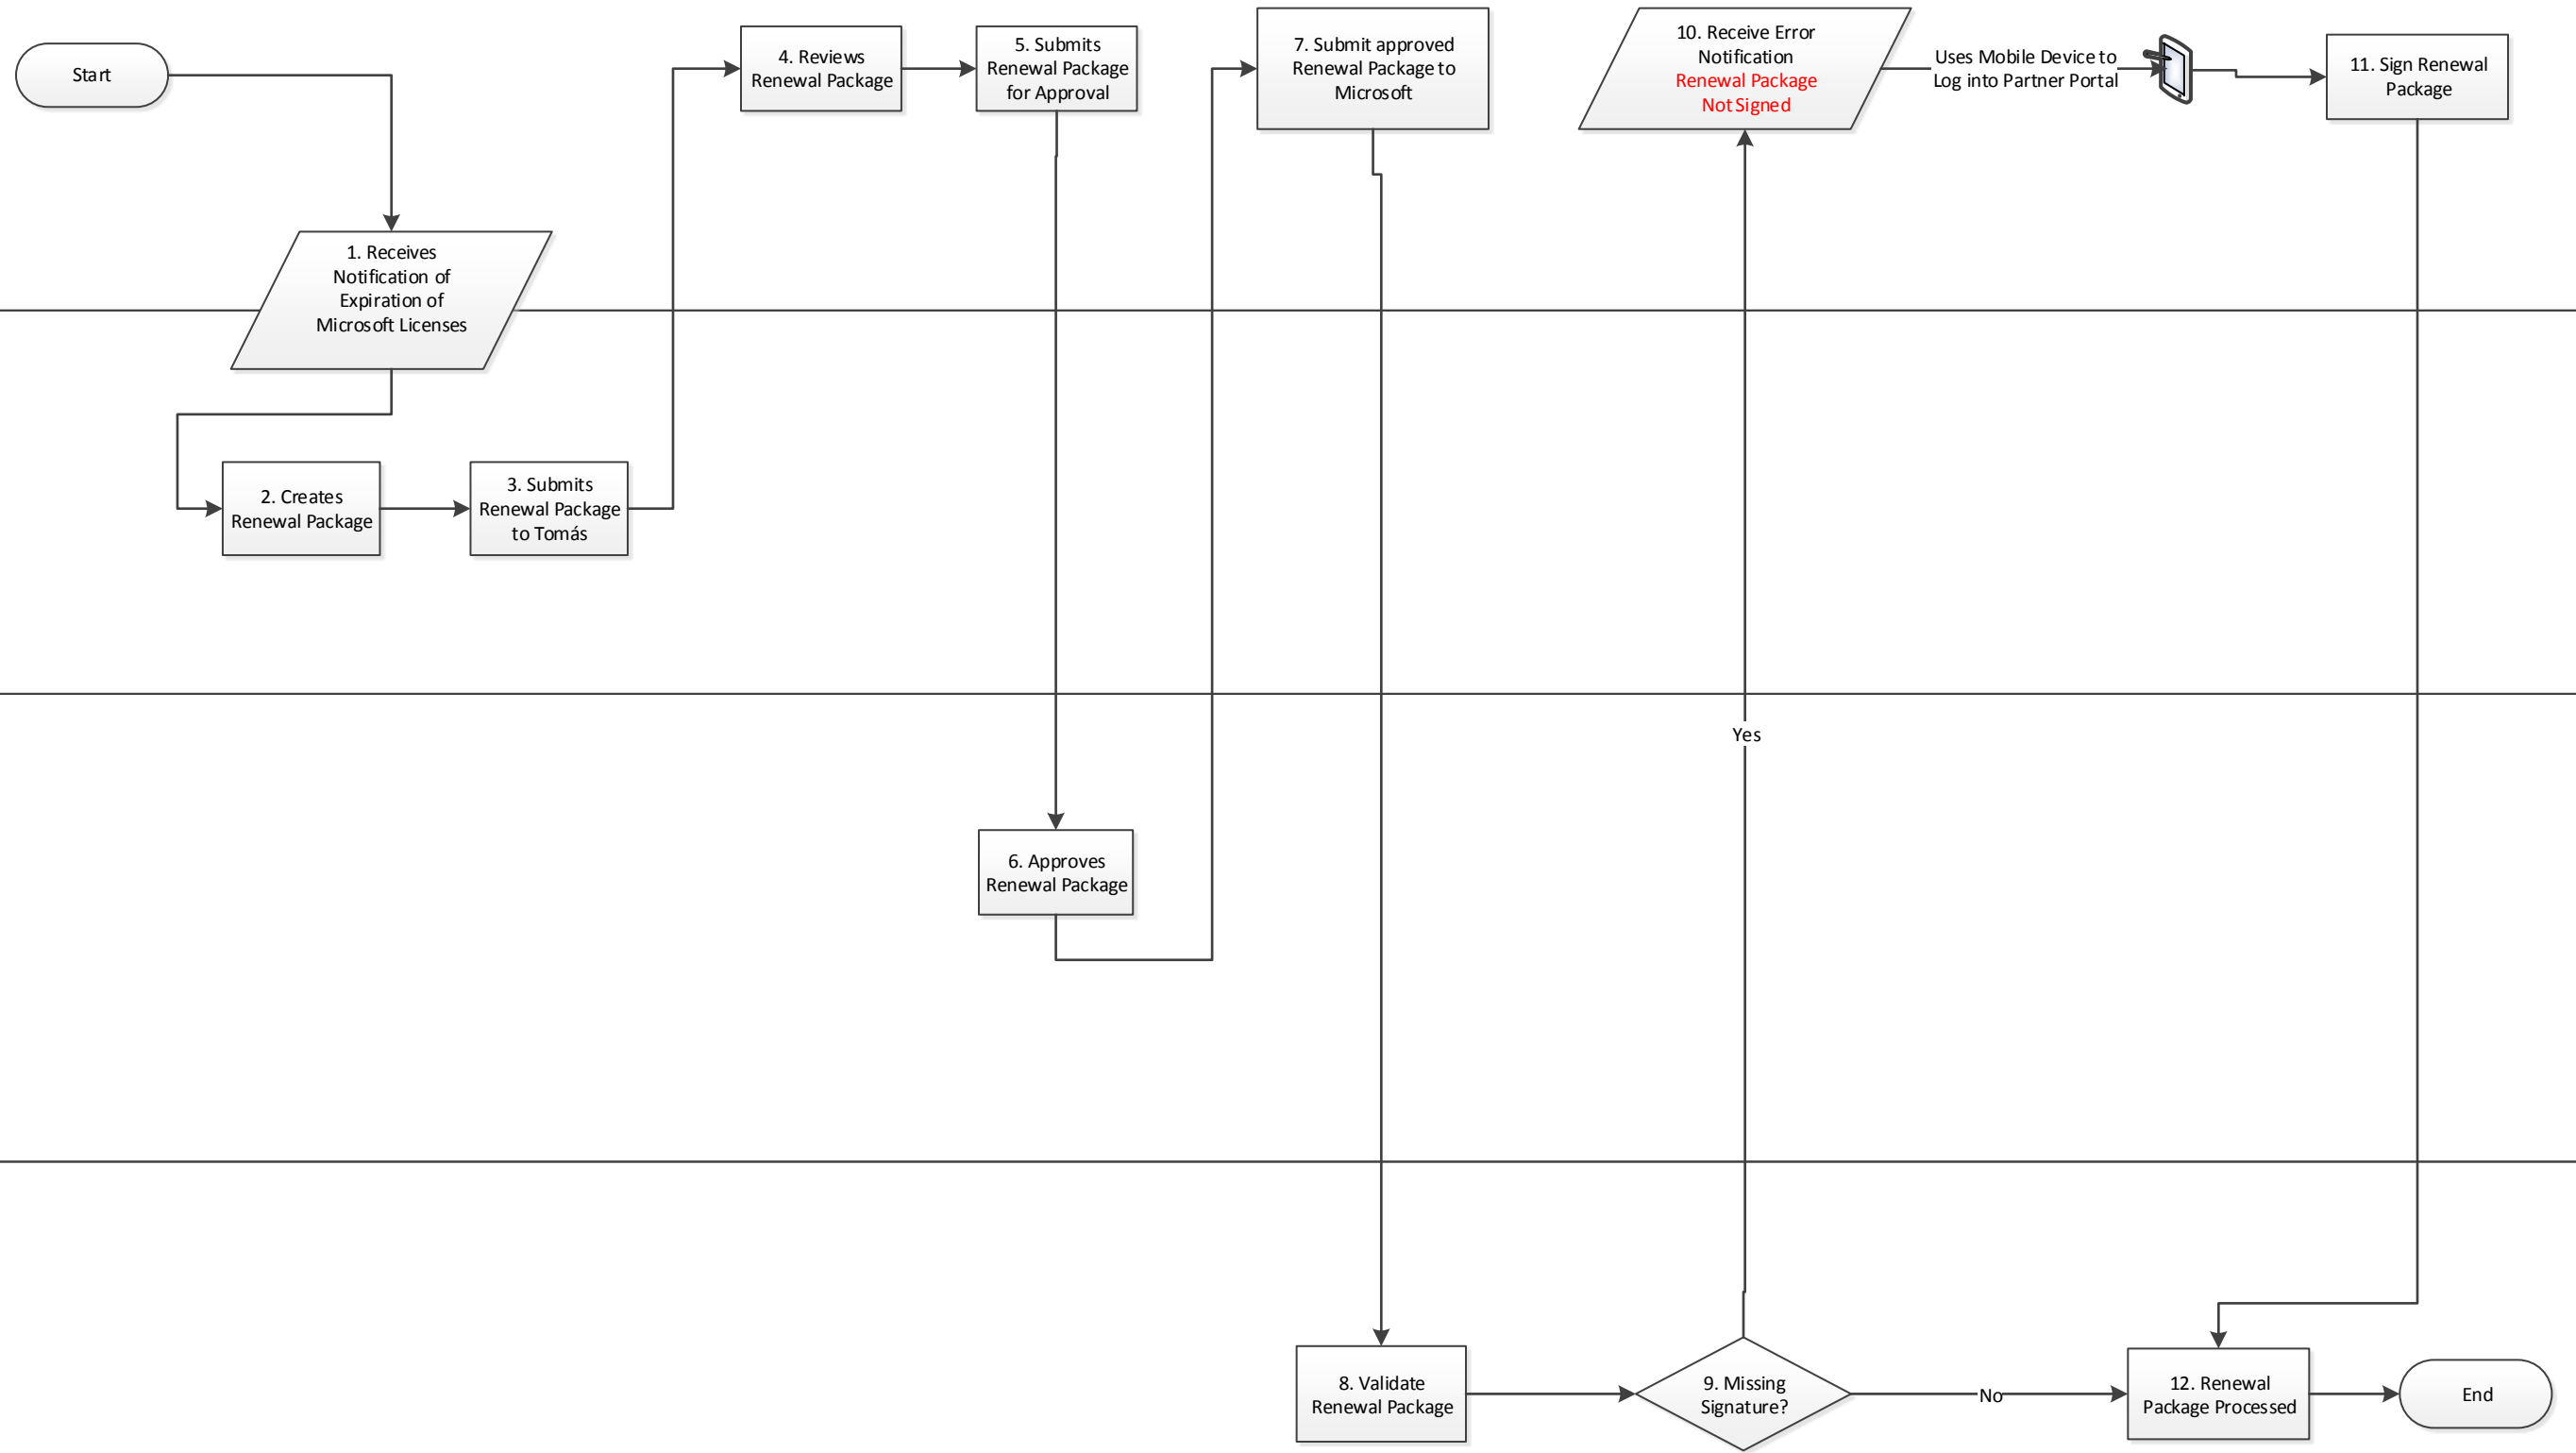 Start
1. Receives
Notification of
Expiration of
Microsoft Licenses
2. Creates
Renewal Package
3. Submits
Renewal Package
to Tomás
4. Reviews
Renewal Package
5. Submits
Renewal Package
for Approval
6. Approves
Renewal Package
7. Submit approved
Renewal Package to
Microsoft
8. Validate
Renewal Package
9. Missing
Signature?
Yes
10. Receive Error
Notification
Renewal Package
Not Signed
Uses Mobile Device to
Log into Partner Portal
11. Sign Renewal
Package
No
12. Renewal
Package Processed
End